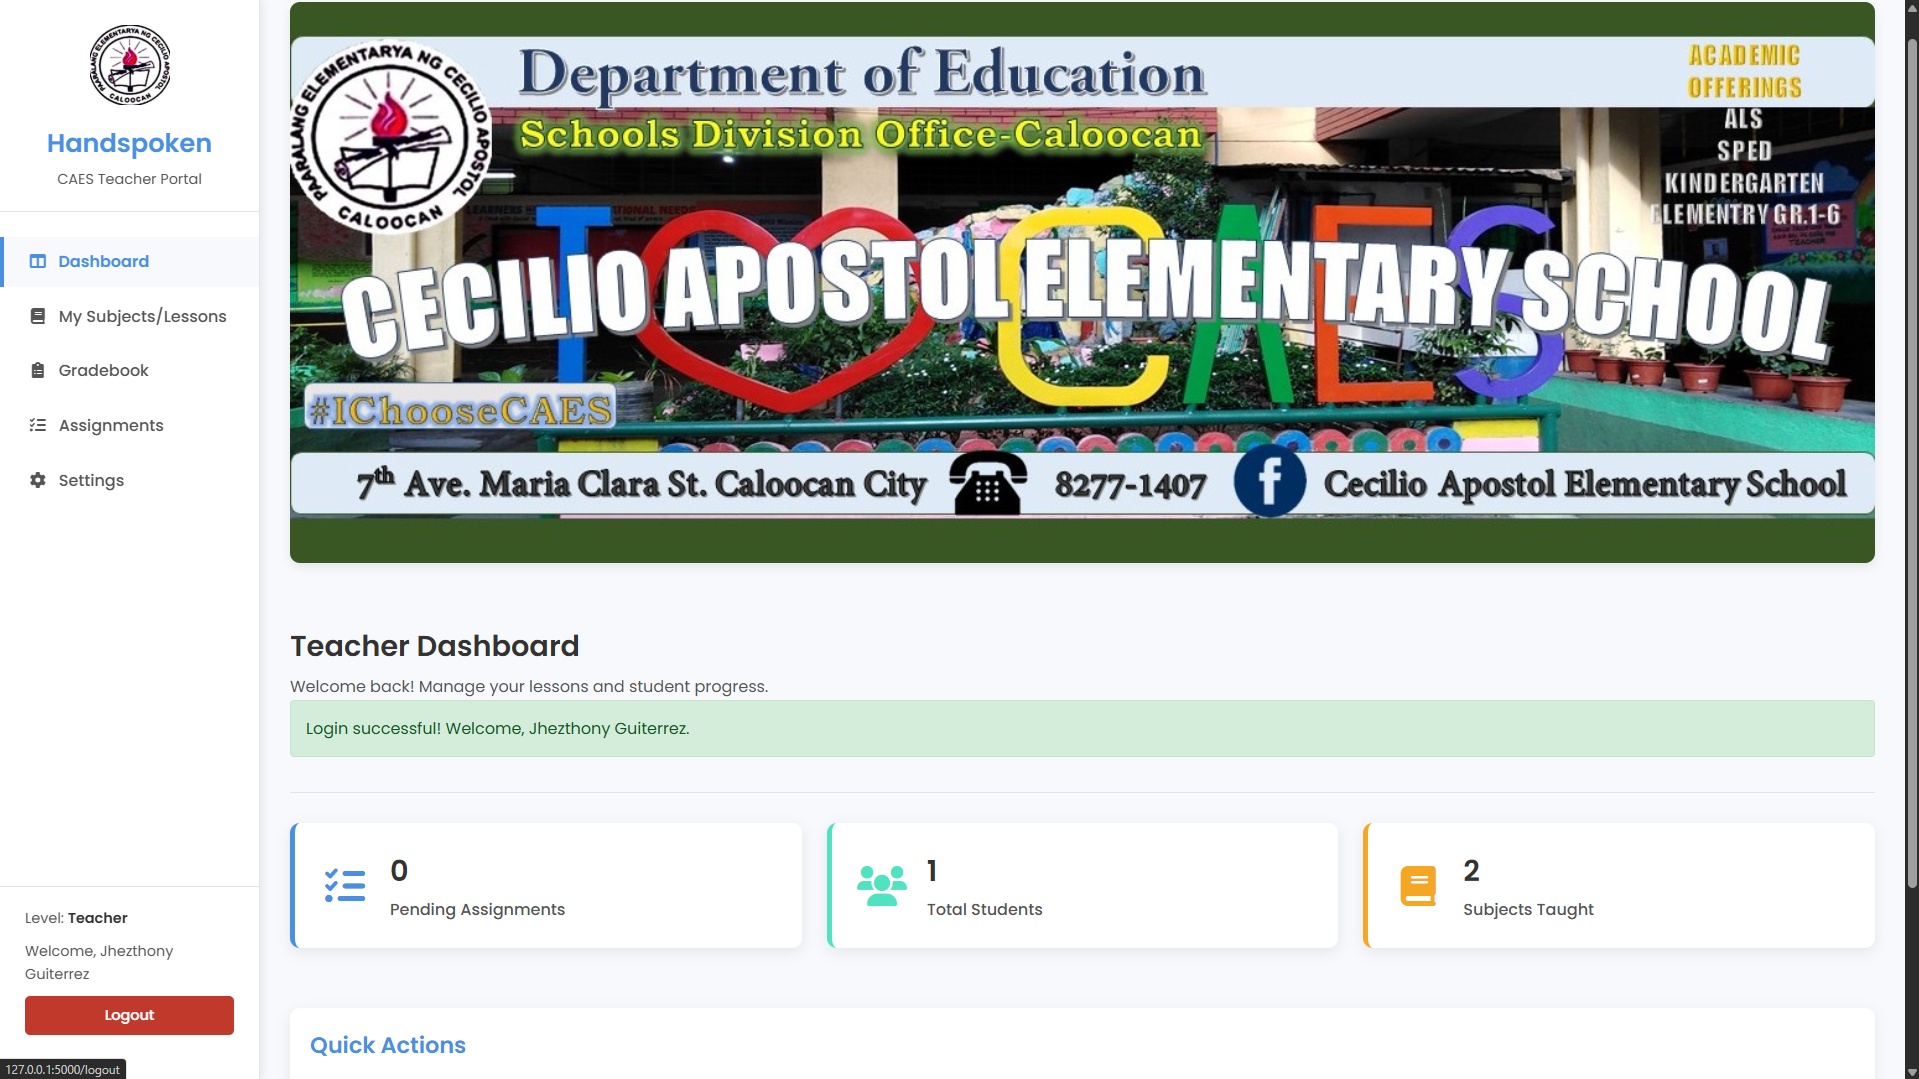 PAARALANG ELEMENTARYA NG CECILIO APOSTOL
CALOOCAN
Handspoken
CAES Teacher Portal
Dashboard
My Subjects/Lessons
Gradebook
Assignments
Settings
Level: Teacher
Welcome, Jhezthony
Guiterrez
Logout
127.0.0.1:5000/logout
PAARALANG ELEMENTARYA NG CECILIO APOSTOL
CALOOCAN
Department of Education
Schools Division Office-Caloocan
ACADEMIC
OFFERINGS
ALS
SPED
KINDERGARTEN
ELEMENTRY GR.1-6
I CAES
CECILIO APOSTOL ELEMENTARY SCHOOL
#IChooseCAES
7th Ave. Maria Clara St. Caloocan City
8277-1407
f
Cecilio Apostol Elementary School
Teacher Dashboard
Welcome back! Manage your lessons and student progress.
Login successful! Welcome, Jhezthony Guiterrez.
0
Pending Assignments
1
Total Students
2
Subjects Taught
Quick Actions